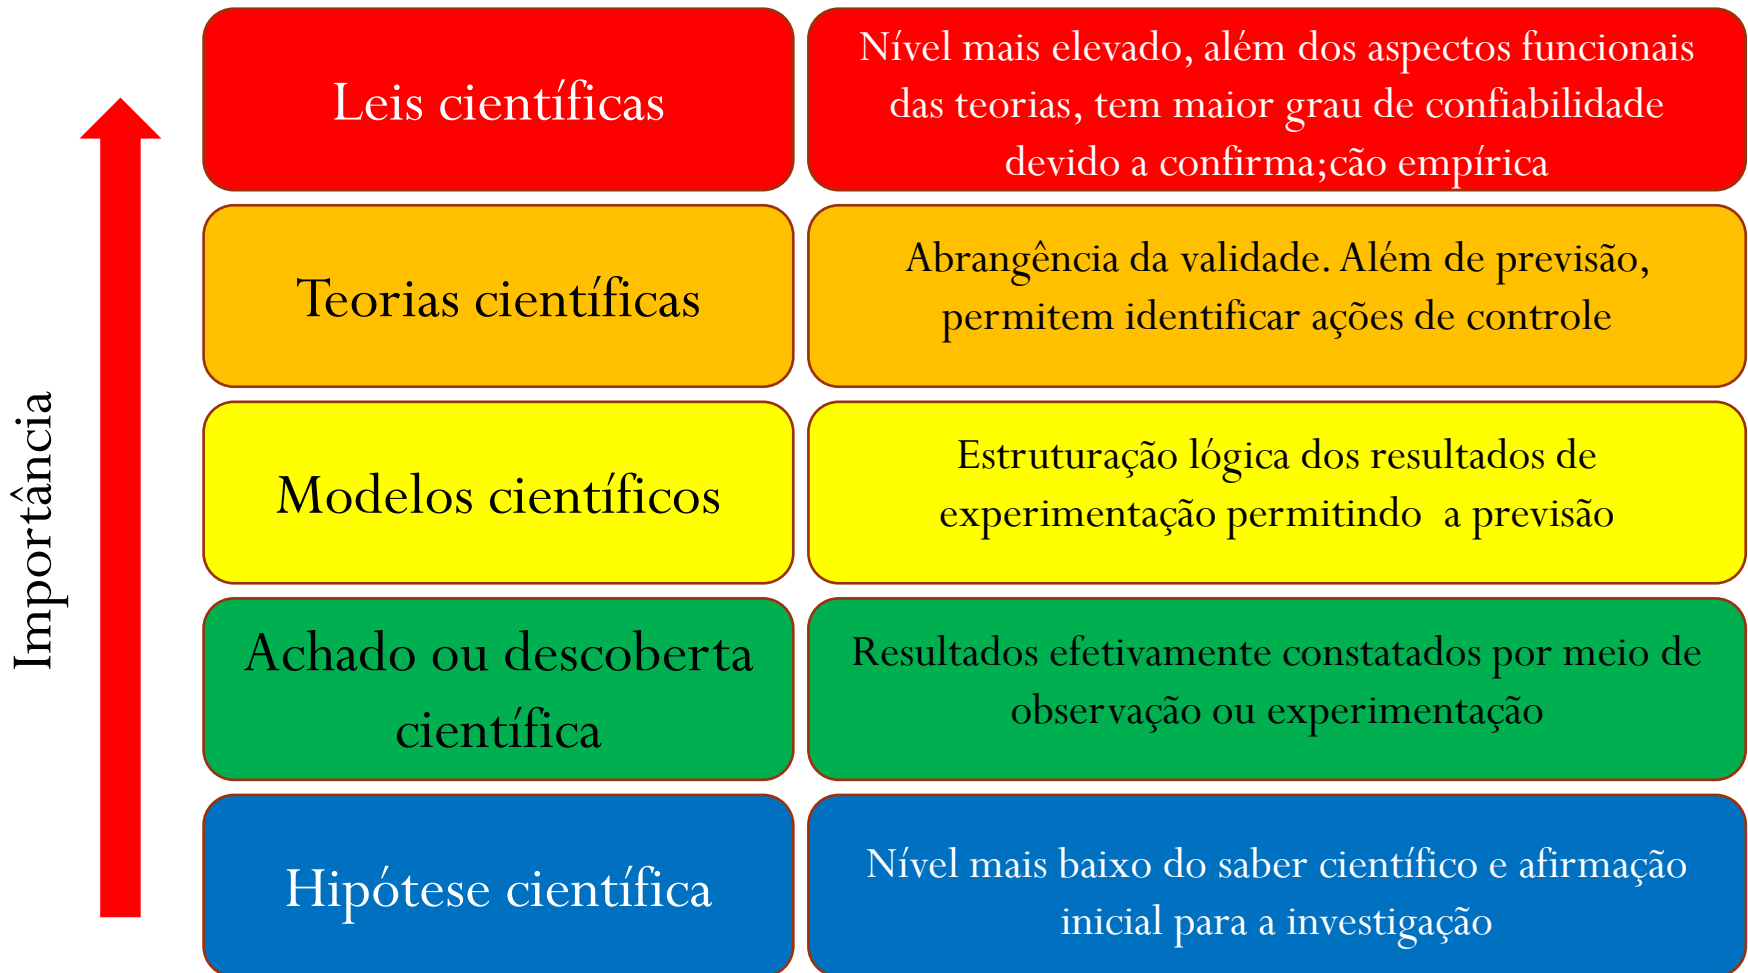 Importância
Leis científicas
Nível mais elevado, além dos aspectos funcionais
das teorias, tem maior grau de confiabilidade
devido a confirma;cão empírica
Teorias científicas
Abrangência da validade. Além de previsão,
permitem identificar ações de controle
Modelos científicos
Estruturação lógica dos resultados de
experimentação permitindo  a previsão
Achado ou descoberta
científica
Resultados efetivamente constatados por meio de
observação ou experimentação
Hipótese científica
Nível mais baixo do saber científico e afirmação
inicial para a investigação